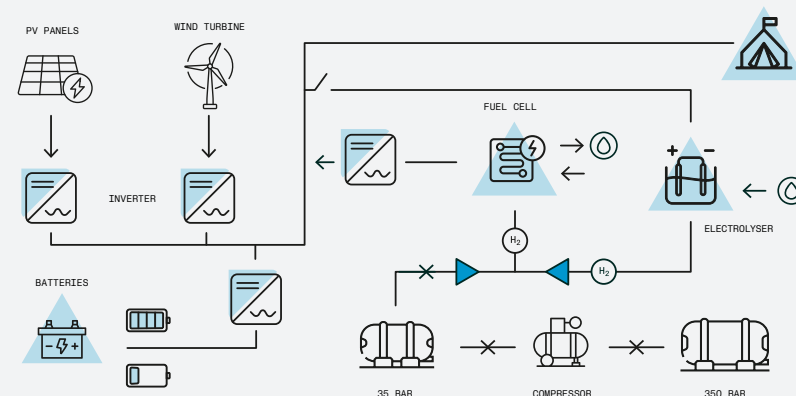 PV PANELS
WIND TURBINE
FUEL CELL
INVERTER
ELECTROLYSER
H₂
H₂
BATTERIES
35 BAR
COMPRESSOR
350 BAR